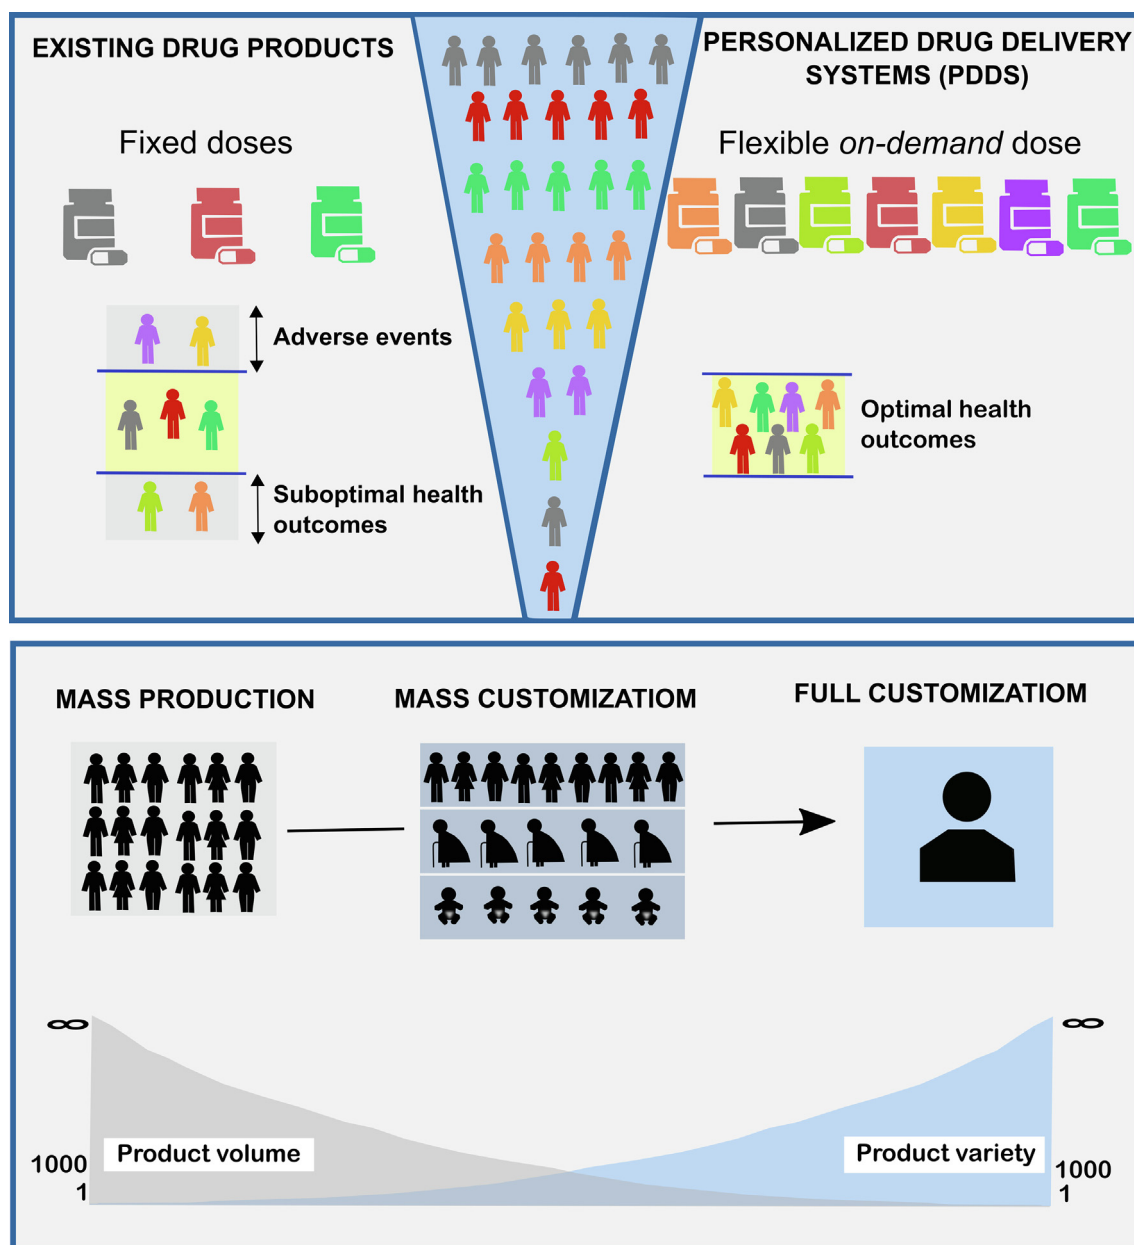 EXISTING DRUG PRODUCTS
PERSONALIZED DRUG DELIVERY
SYSTEMS (PDDS)
Fixed doses
Flexible on-demand dose
Adverse events
Suboptimal health
outcomes
Optimal health
outcomes
MASS PRODUCTION
MASS CUSTOMIZATIOM
FULL CUSTOMIZATIOM
∞
∞
Product volume
Product variety
1000
1
1000
1